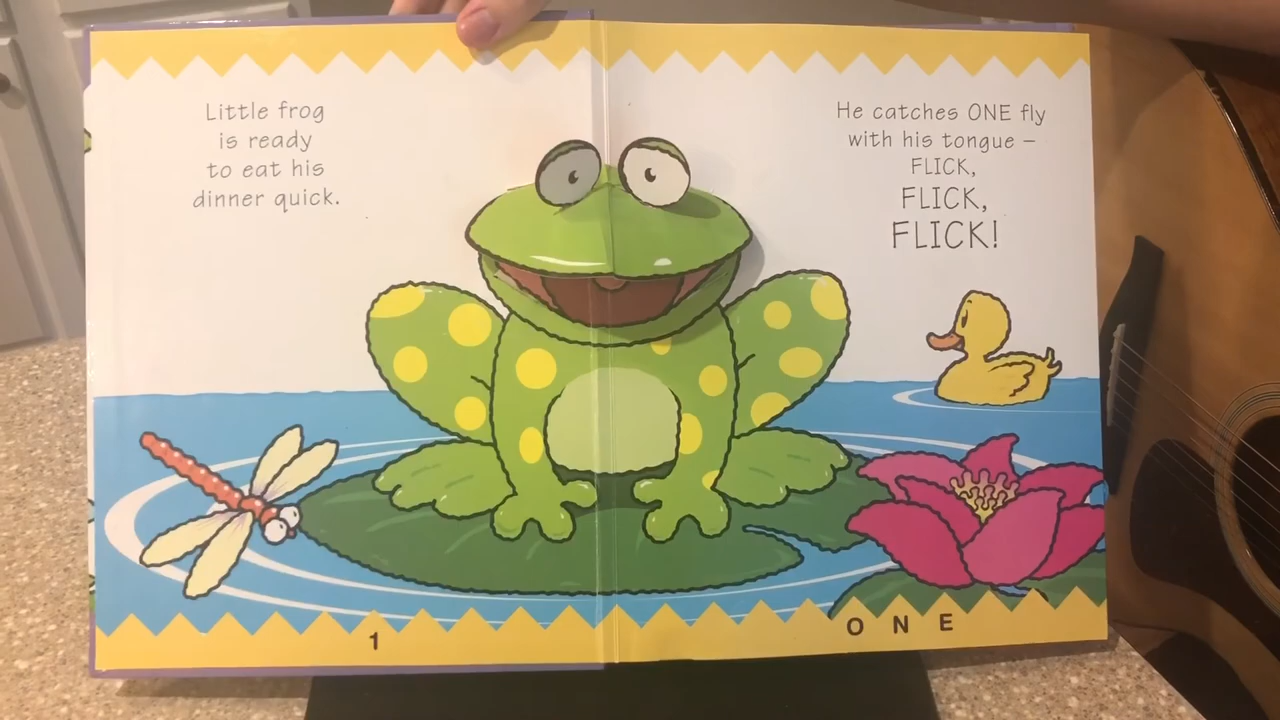 Little frog
is ready
to eat his
dinner quick.
He catches ONE fly
with his tongue –
FLICK,
FLICK,
FLICK!
1
ONE